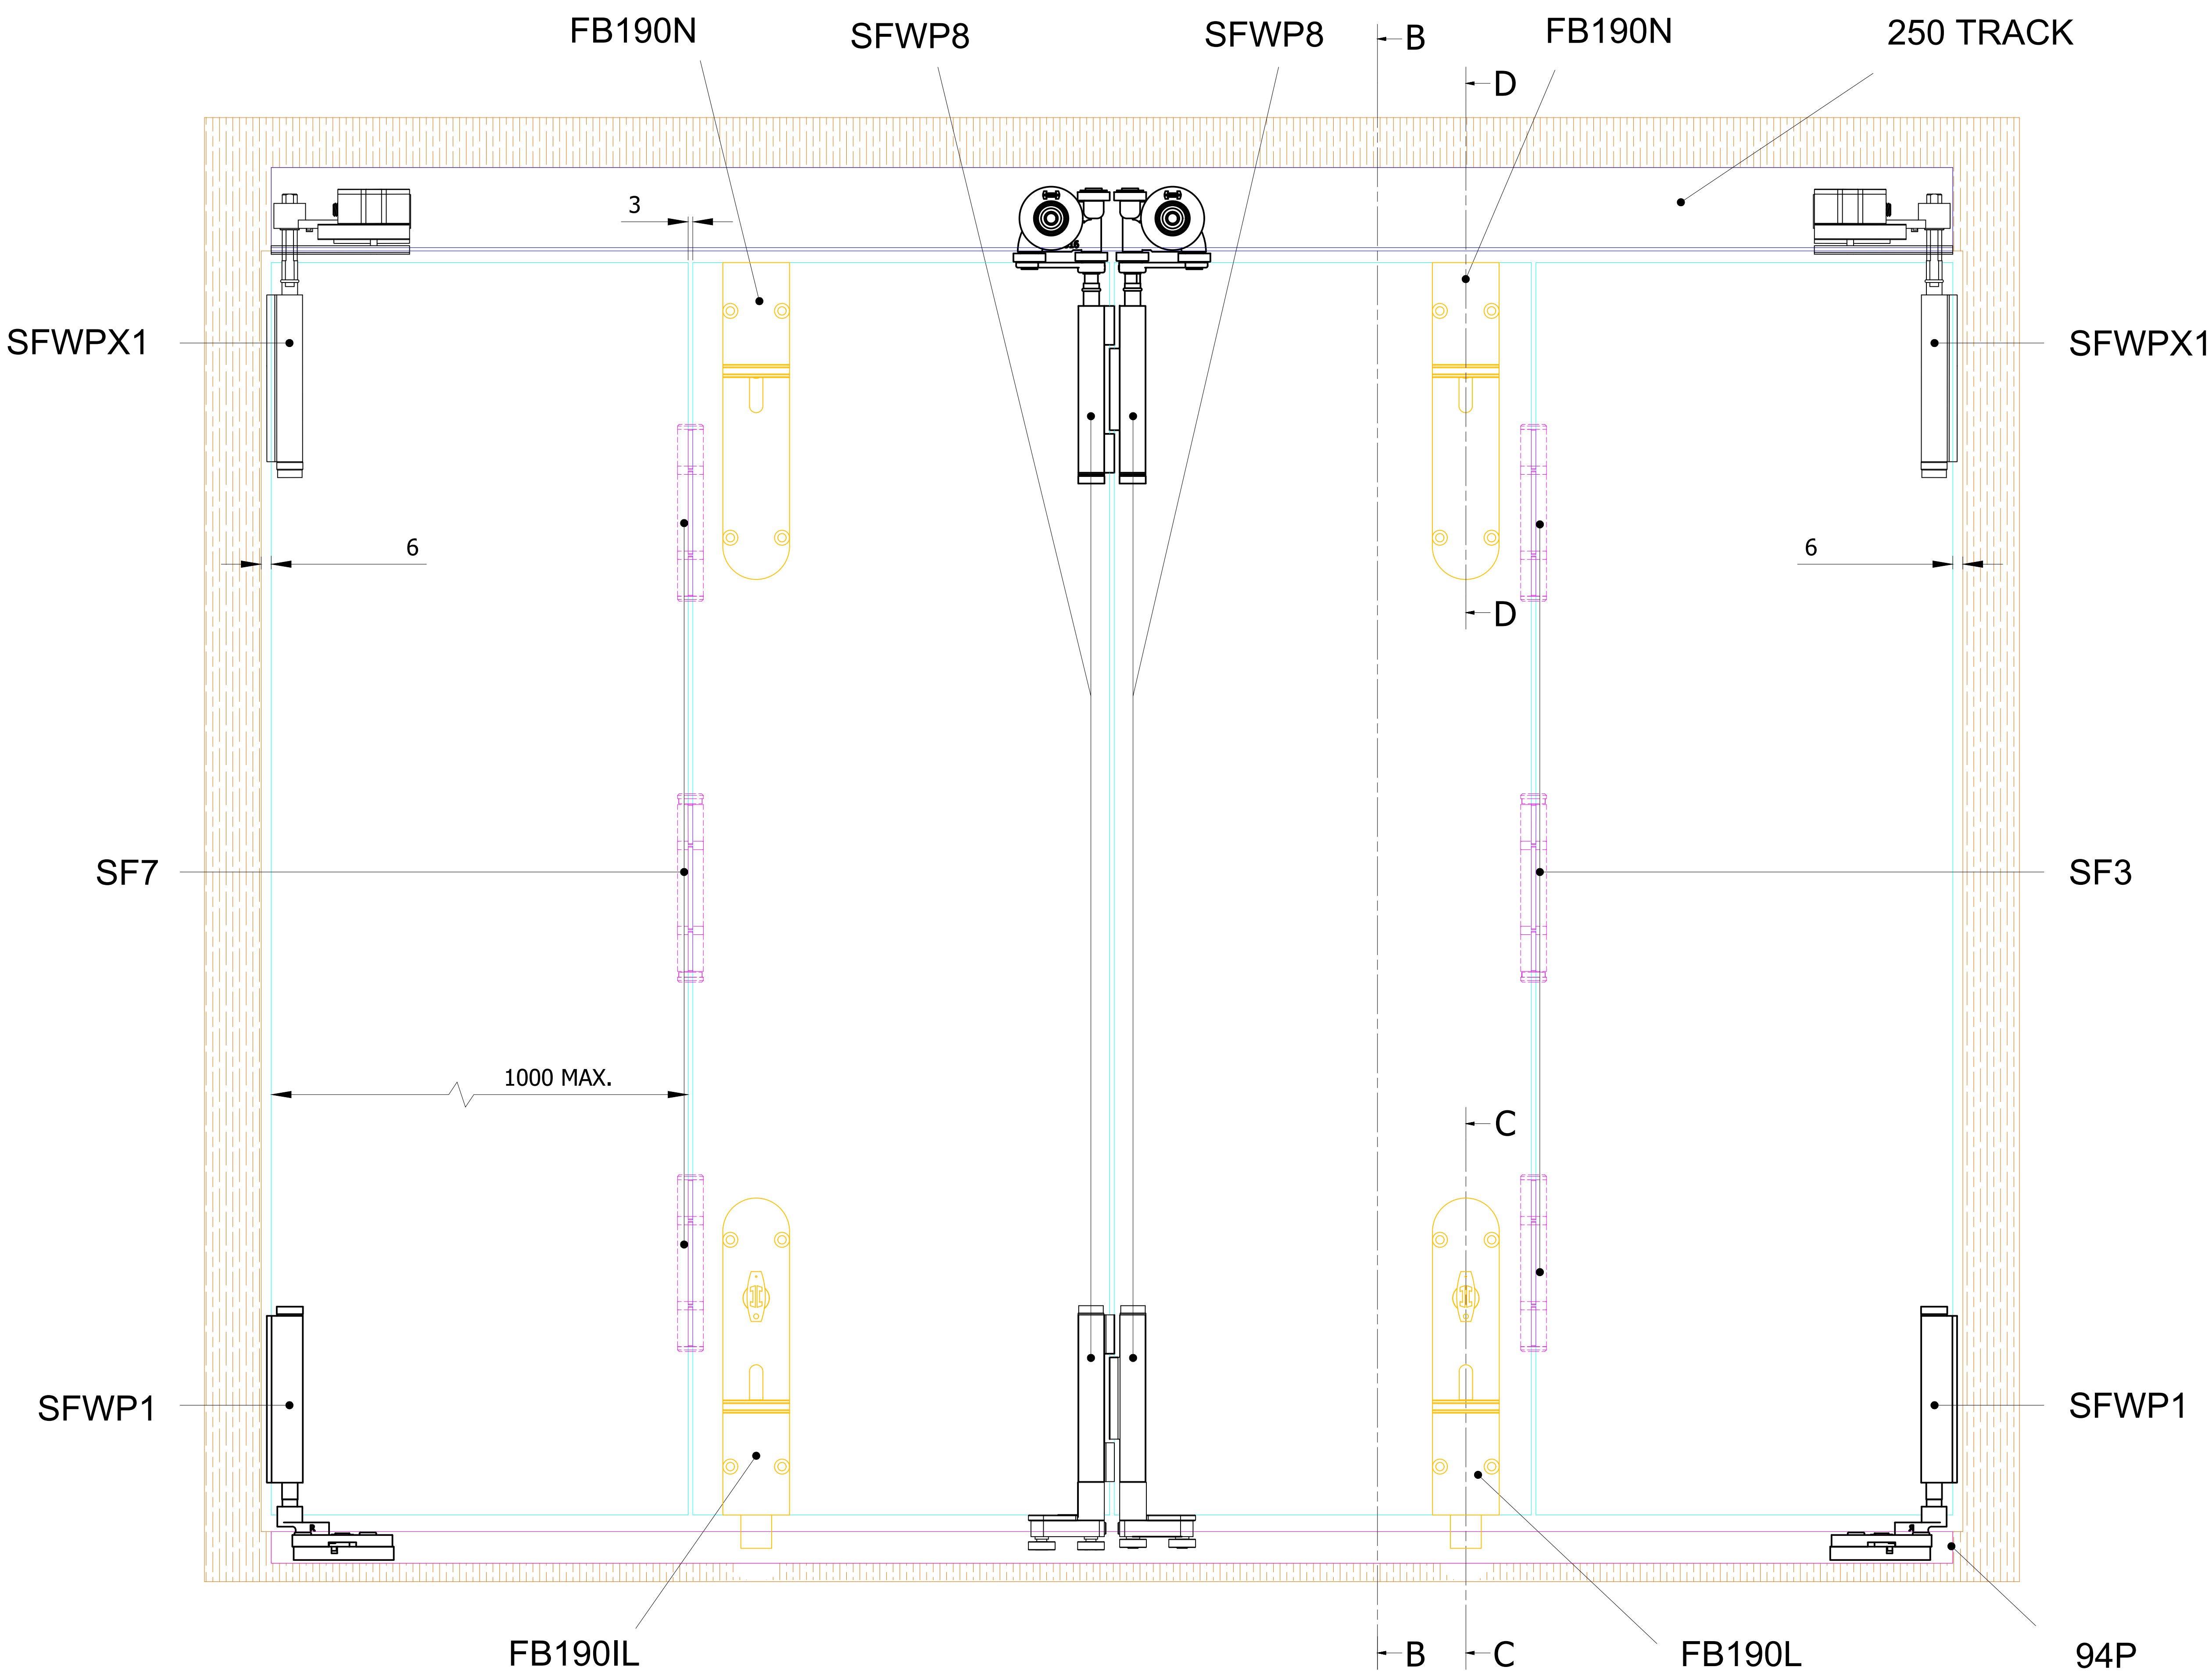 FB190N
SFWP8
SFWP8
B
FB190N
250 TRACK
D
3
SFWPX1
SFWPX1
6
6
D
SF7
SF3
1000 MAX.
C
SFWP1
SFWP1
FB190IL
B
C
FB190L
94P